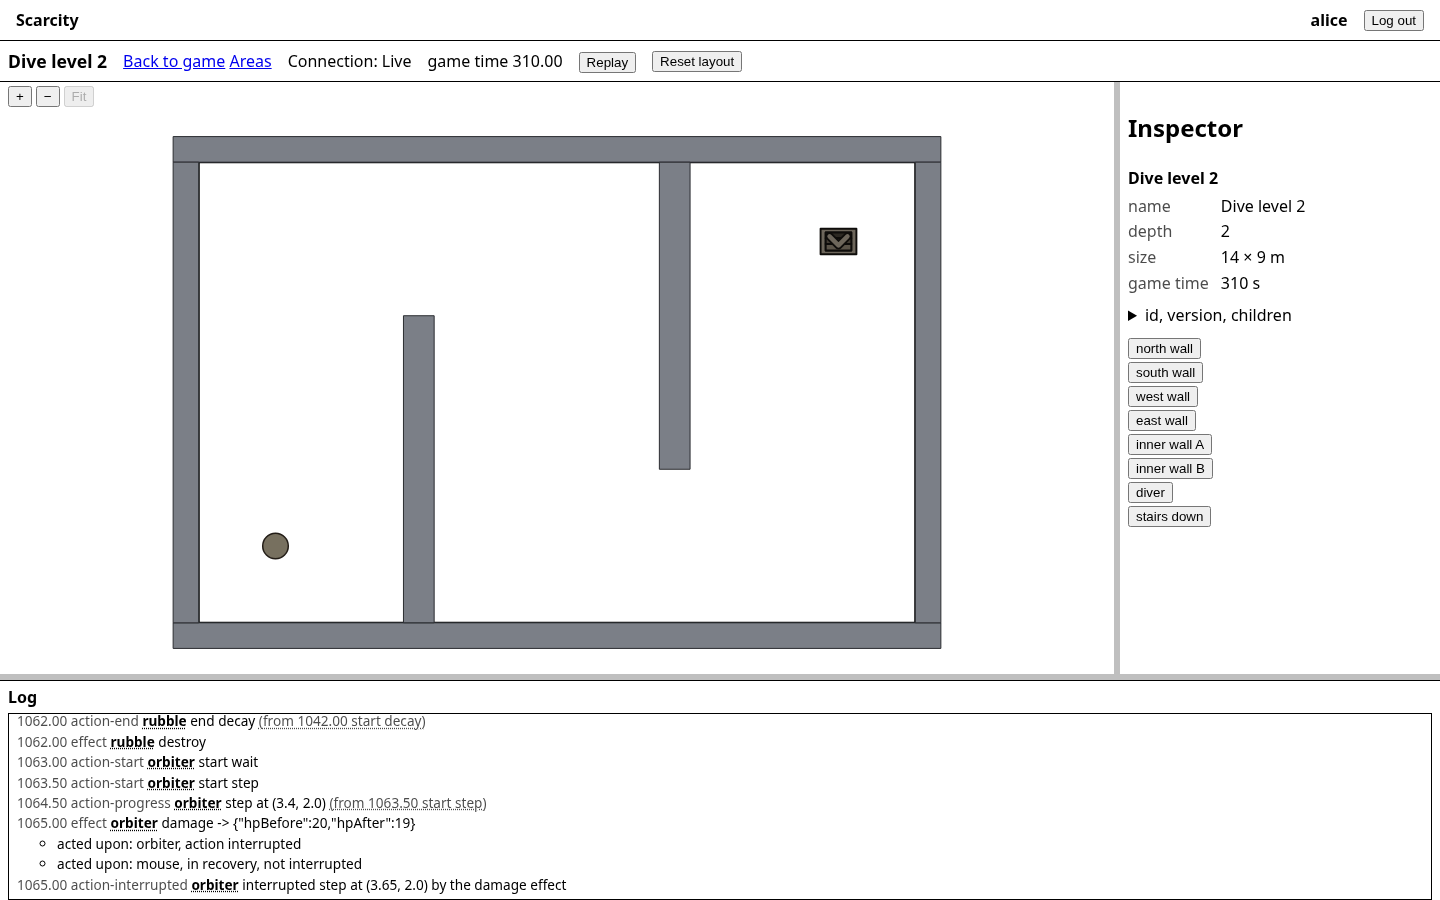 Scarcity
alice Log out
Dive level 2 Back to game Areas Connection: Live game time 310.00 Replay Reset layout
+ − Fit
Inspector
Dive level 2
name Dive level 2
depth 2
size 14 × 9 m
game time 310 s
▶ id, version, children
north wall
south wall
west wall
east wall
inner wall A
inner wall B
diver
stairs down
Log
1062.00 action-end rubble end decay (from 1042.00 start decay)
1062.00 effect rubble destroy
1063.00 action-start orbiter start wait
1063.50 action-start orbiter start step
1064.50 action-progress orbiter step at (3.4, 2.0) (from 1063.50 start step)
1065.00 effect orbiter damage -> {"hpBefore":20,"hpAfter":19}
acted upon: orbiter, action interrupted
acted upon: mouse, in recovery, not interrupted
1065.00 action-interrupted orbiter interrupted step at (3.65, 2.0) by the damage effect